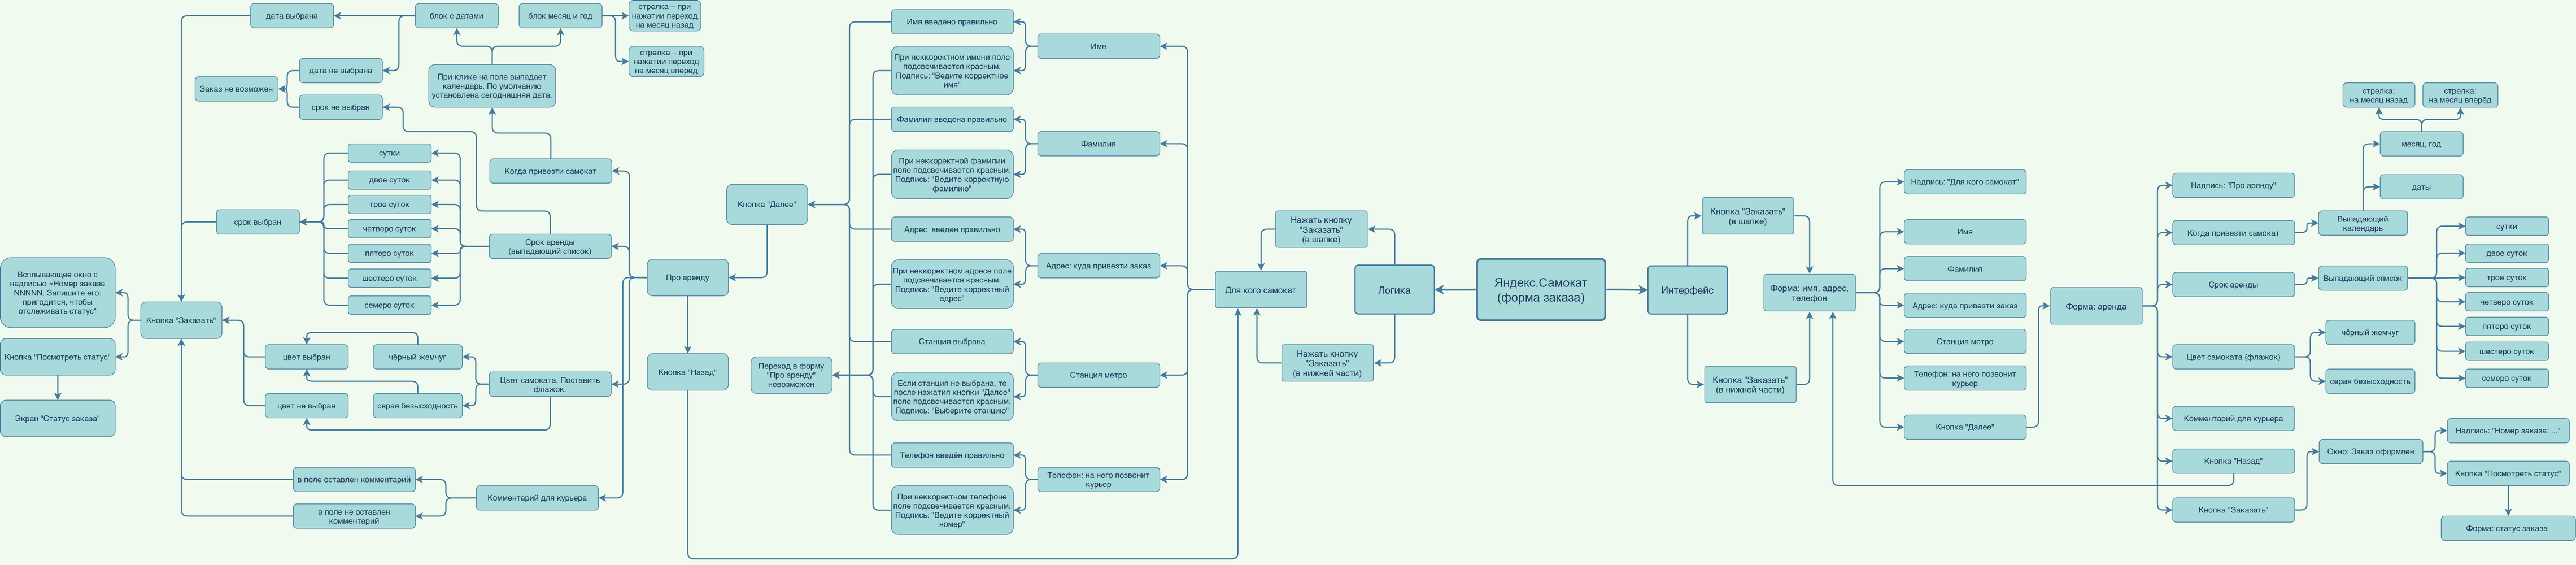 Яндекс.Самокат
(форма заказа)
Логика
Нажать кнопку
"Заказать"
(в шапке)
Нажать кнопку
"Заказать"
(в нижней части)
Для кого самокат
Имя
Имя введено правильно
При неккоректном имени поле
подсвечивается красным.
Подпись: "Ведите корректное
имя"
Фамилия
Фамилия введена правильно
При неккоректной фамилии
поле подсвечивается красным.
Подпись: "Ведите корректную
фамилию"
Адрес: куда привезти заказ
Адрес введен правильно
При неккоректном адресе поле
подсвечивается красным.
Подпись: "Ведите корректный
адрес"
Станция метро
Станция выбрана
Если станция не выбрана, то
после нажатия кнопки "Далее"
поле подсвечивается красным.
Подпись: "Выберите станцию"
Телефон: на него позвонит
курьер
Телефон введён правильно
При неккоректном телефоне
поле подсвечивается красным.
Подпись: "Ведите корректный
номер"
Переход в форму
"Про аренду"
невозможен
Кнопка "Далее"
Про аренду
Кнопка "Назад"
Когда привезти самокат
При клике на поле выпадает
календарь. По умолчанию
установлена сегодняшняя дата.
блок с датами
блок месяц и год
стрелка – при
нажатии переход
на месяц назад
стрелка – при
нажатии переход
на месяц вперёд
дата выбрана
дата не выбрана
срок не выбран
Заказ не возможен
Срок аренды
(выпадающий список)
сутки
двое суток
трое суток
четверо суток
пятеро суток
шестеро суток
семеро суток
срок выбран
Цвет самоката. Поставить
флажок.
чёрный жемчуг
серая безысходность
цвет выбран
цвет не выбран
Комментарий для курьера
в поле оставлен комментарий
в поле не оставлен
комментарий
Кнопка "Заказать"
Всплывающее окно с
надписью «Номер заказа
NNNNN. Запишите его:
пригодится, чтобы
отслеживать статус"
Кнопка "Посмотреть статус"
Экран "Статус заказа"
Интерфейс
Кнопка "Заказать"
(в шапке)
Кнопка "Заказать"
(в нижней части)
Форма: имя, адрес,
телефон
Надпись: "Для кого самокат"
Имя
Фамилия
Адрес: куда привезти заказ
Станция метро
Телефон: на него позвонит
курьер
Кнопка "Далее"
Форма: аренда
Надпись: "Про аренду"
Когда привезти самокат
Выпадающий
календарь
месяц, год
стрелка:
на месяц назад
стрелка:
на месяц вперёд
даты
Срок аренды
Выпадающий список
сутки
двое суток
трое суток
четверо суток
пятеро суток
шестеро суток
семеро суток
Цвет самоката (флажок)
чёрный жемчуг
серая безысходность
Комментарий для курьера
Кнопка "Назад"
Кнопка "Заказать"
Окно: Заказ оформлен
Надпись: "Номер заказа: ..."
Кнопка "Посмотреть статус"
Форма: статус заказа